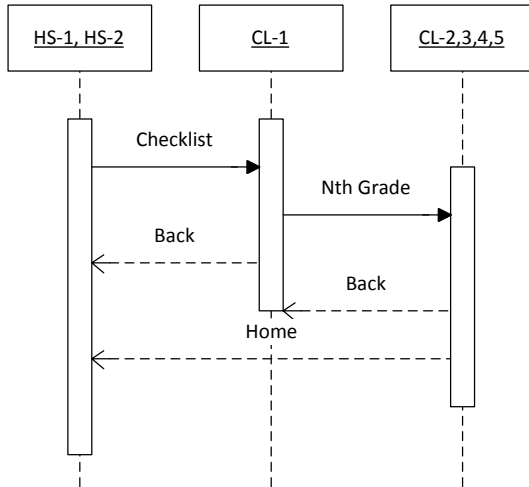 HS-1, HS-2
CL-1
CL-2,3,4,5
Checklist
Nth Grade
Back
Back
Home